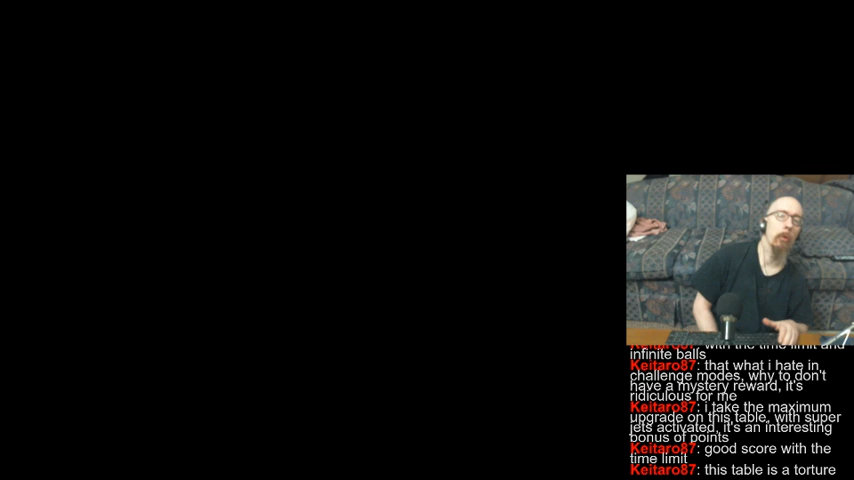 Keitaro87: with the time limit and
infinite balls
Keitaro87: that what i hate in
challenge modes, why to don't
have a mystery reward, it's
ridiculous for me
Keitaro87: i take the maximum
upgrade on this table, with super
jets activated, it's an interesting
bonus of points
Keitaro87: good score with the
time limit
Keitaro87: this table is a torture